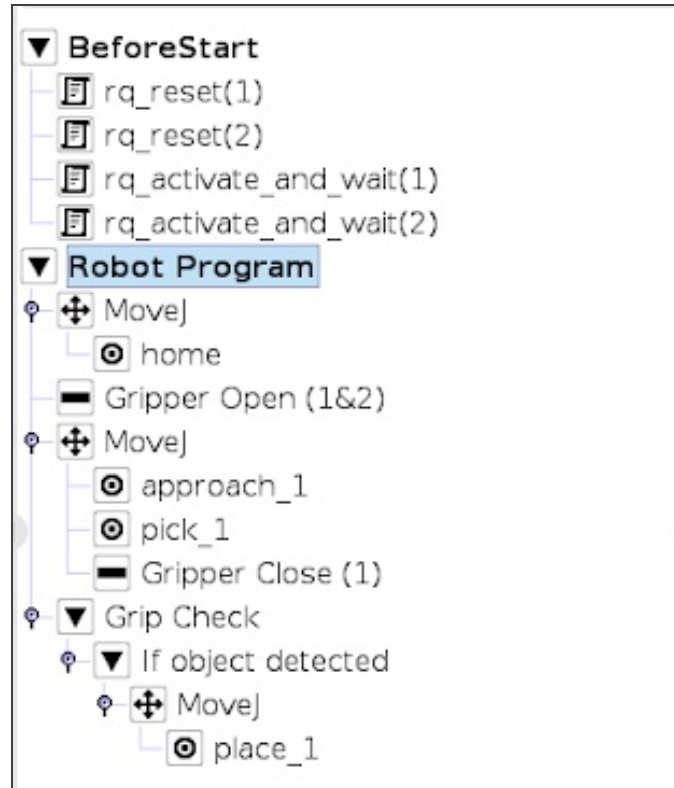 BeforeStart
rq_reset(1)
rq_reset(2)
rq_activate_and_wait(1)
rq_activate_and_wait(2)
Robot Program
MoveJ
home
Gripper Open (1&2)
MoveJ
approach_1
pick_1
Gripper Close (1)
Grip Check
If object detected
MoveJ
place_1